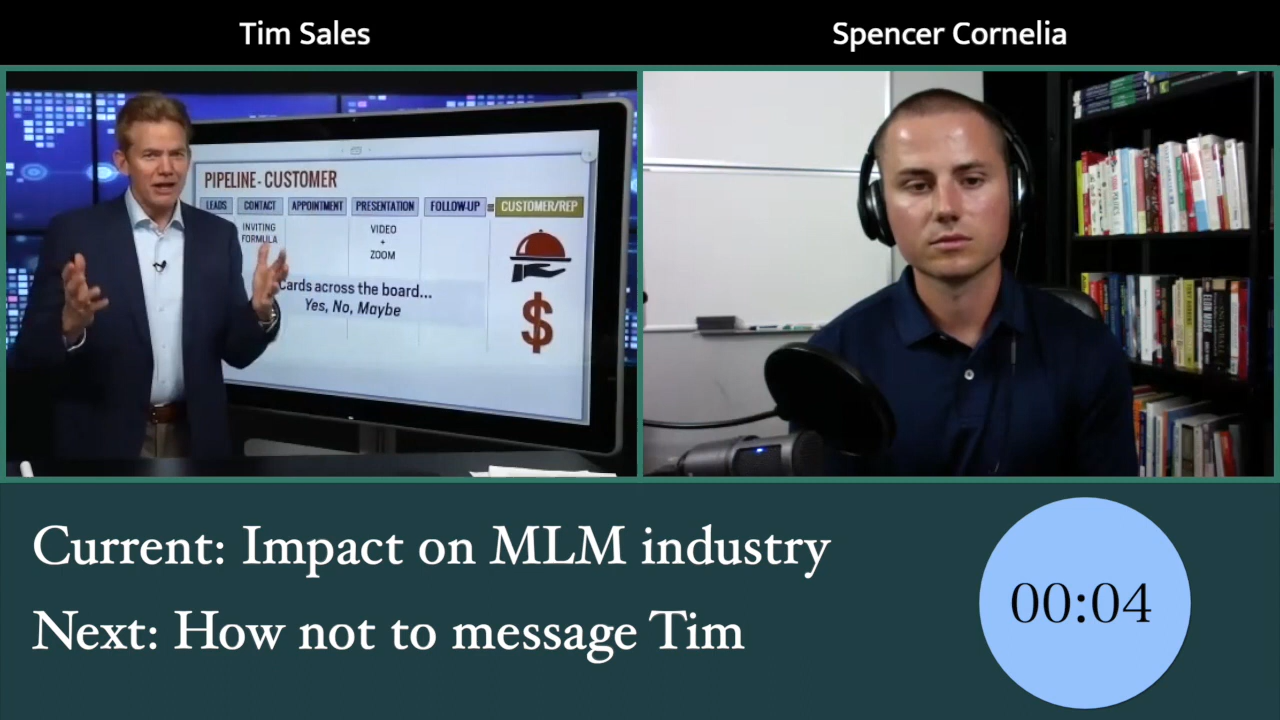 Tim Sales
Spencer Cornelia
PIPELINE - CUSTOMER
LEADS CONTACT APPOINTMENT PRESENTATION FOLLOW-UP = CUSTOMER/REP
INVITING
FORMULA
VIDEO
+
ZOOM
Cards across the board...
Yes, No, Maybe
$
ELON MUSK
Current: Impact on MLM industry
Next: How not to message Tim
00:04